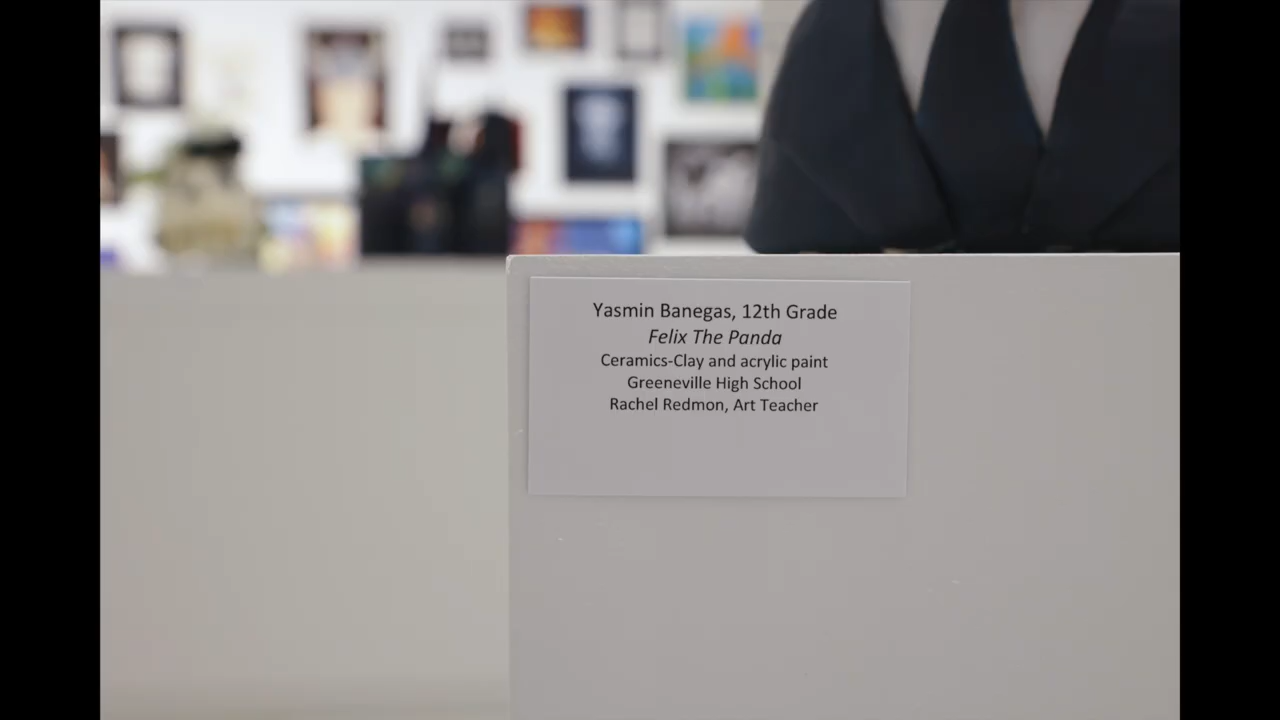 Yasmin Banegas, 12th Grade
Felix The Panda
Ceramics-Clay and acrylic paint
Greeneville High School
Rachel Redmon, Art Teacher